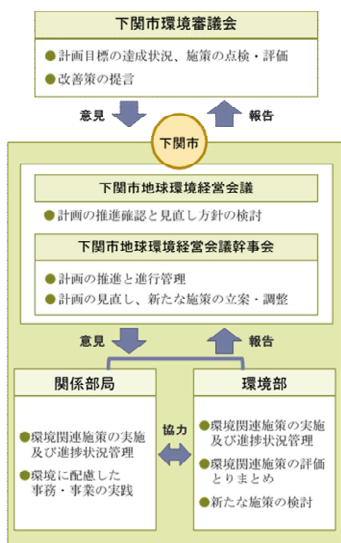 下関市環境審議会
●計画目標の達成状況、施策の点検・評価
●改善策の提言
意見
報告
下関市
下関市地球環境経営会議
●計画の推進確認と見直し方針の検討
下関市地球環境経営会議幹事会
●計画の推進と進行管理
●計画の見直し、新たな施策の立案・調整
意見
報告
関係部局
●環境関連施策の実施
及び進捗状況管理
●環境に配慮した
事務・事業の実践
協力
環境部
●環境関連施策の実施
及び進捗状況管理
●環境関連施策の評価
とりまとめ
●新たな施策の検討